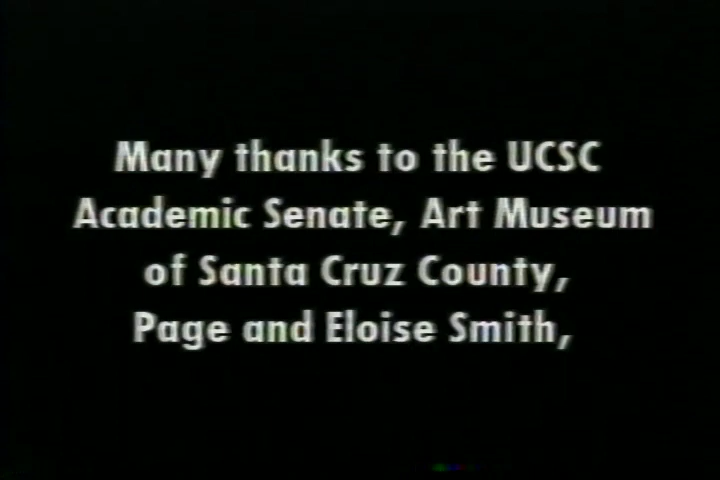 Many thanks to the UCSC
Academic Senate, Art Museum
of Santa Cruz County,
Page and Eloise Smith,